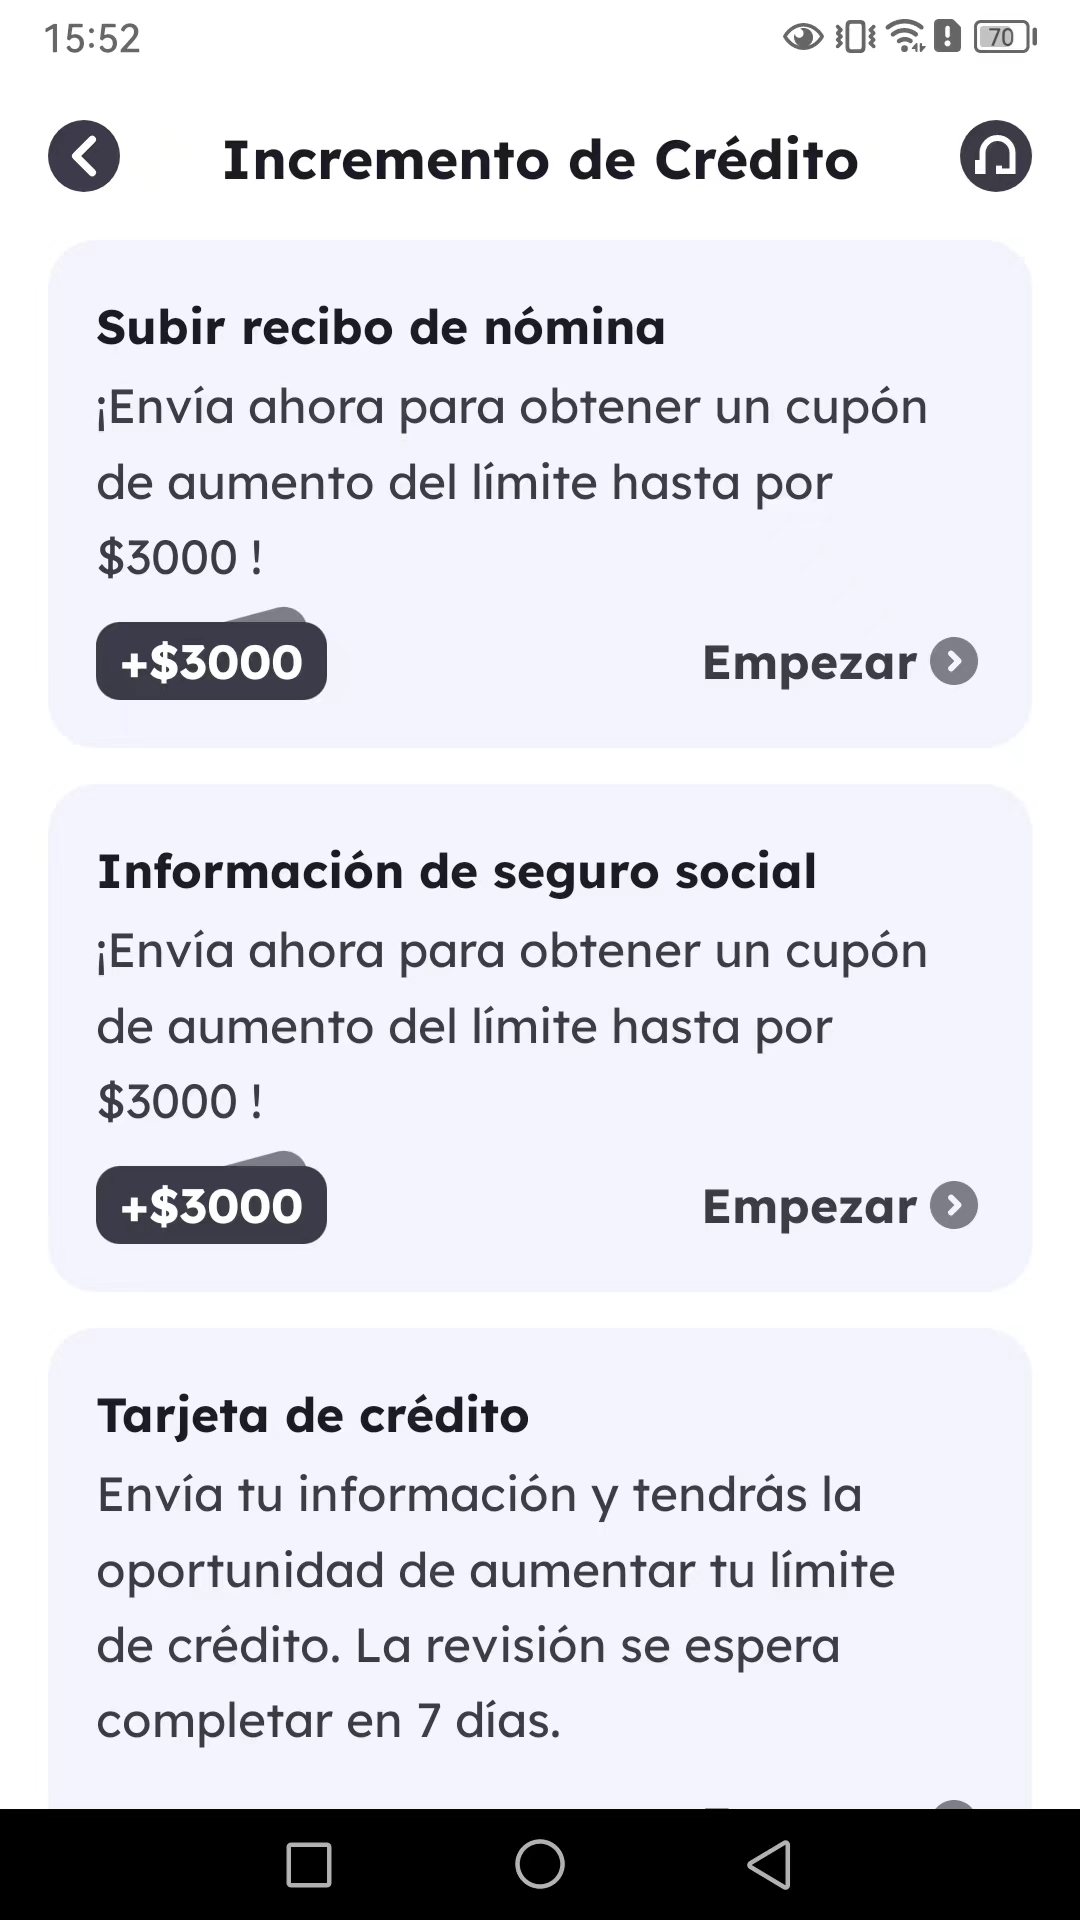 15:52
70
Incremento de Crédito
Subir recibo de nómina
¡Envía ahora para obtener un cupón
de aumento del límite hasta por
$3000 !
+$3000
Empezar
Información de seguro social
¡Envía ahora para obtener un cupón
de aumento del límite hasta por
$3000 !
+$3000
Empezar
Tarjeta de crédito
Envía tu información y tendrás la
oportunidad de aumentar tu límite
de crédito. La revisión se espera
completar en 7 días.